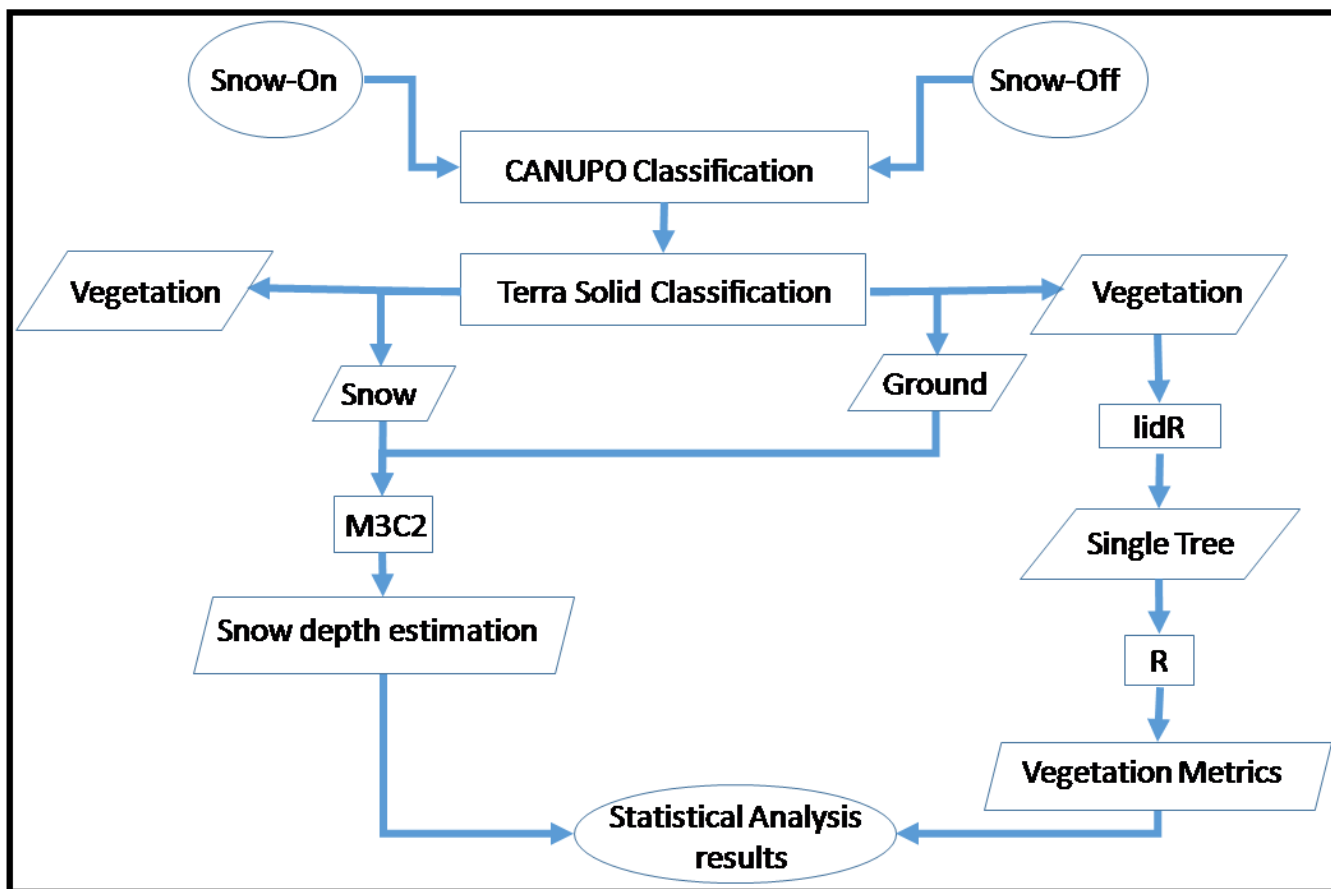 Snow-On
Snow-Off
CANUPO Classification
Vegetation
Terra Solid Classification
Vegetation
Snow
Ground
lidR
M3C2
Single Tree
Snow depth estimation
R
Vegetation Metrics
Statistical Analysis
results